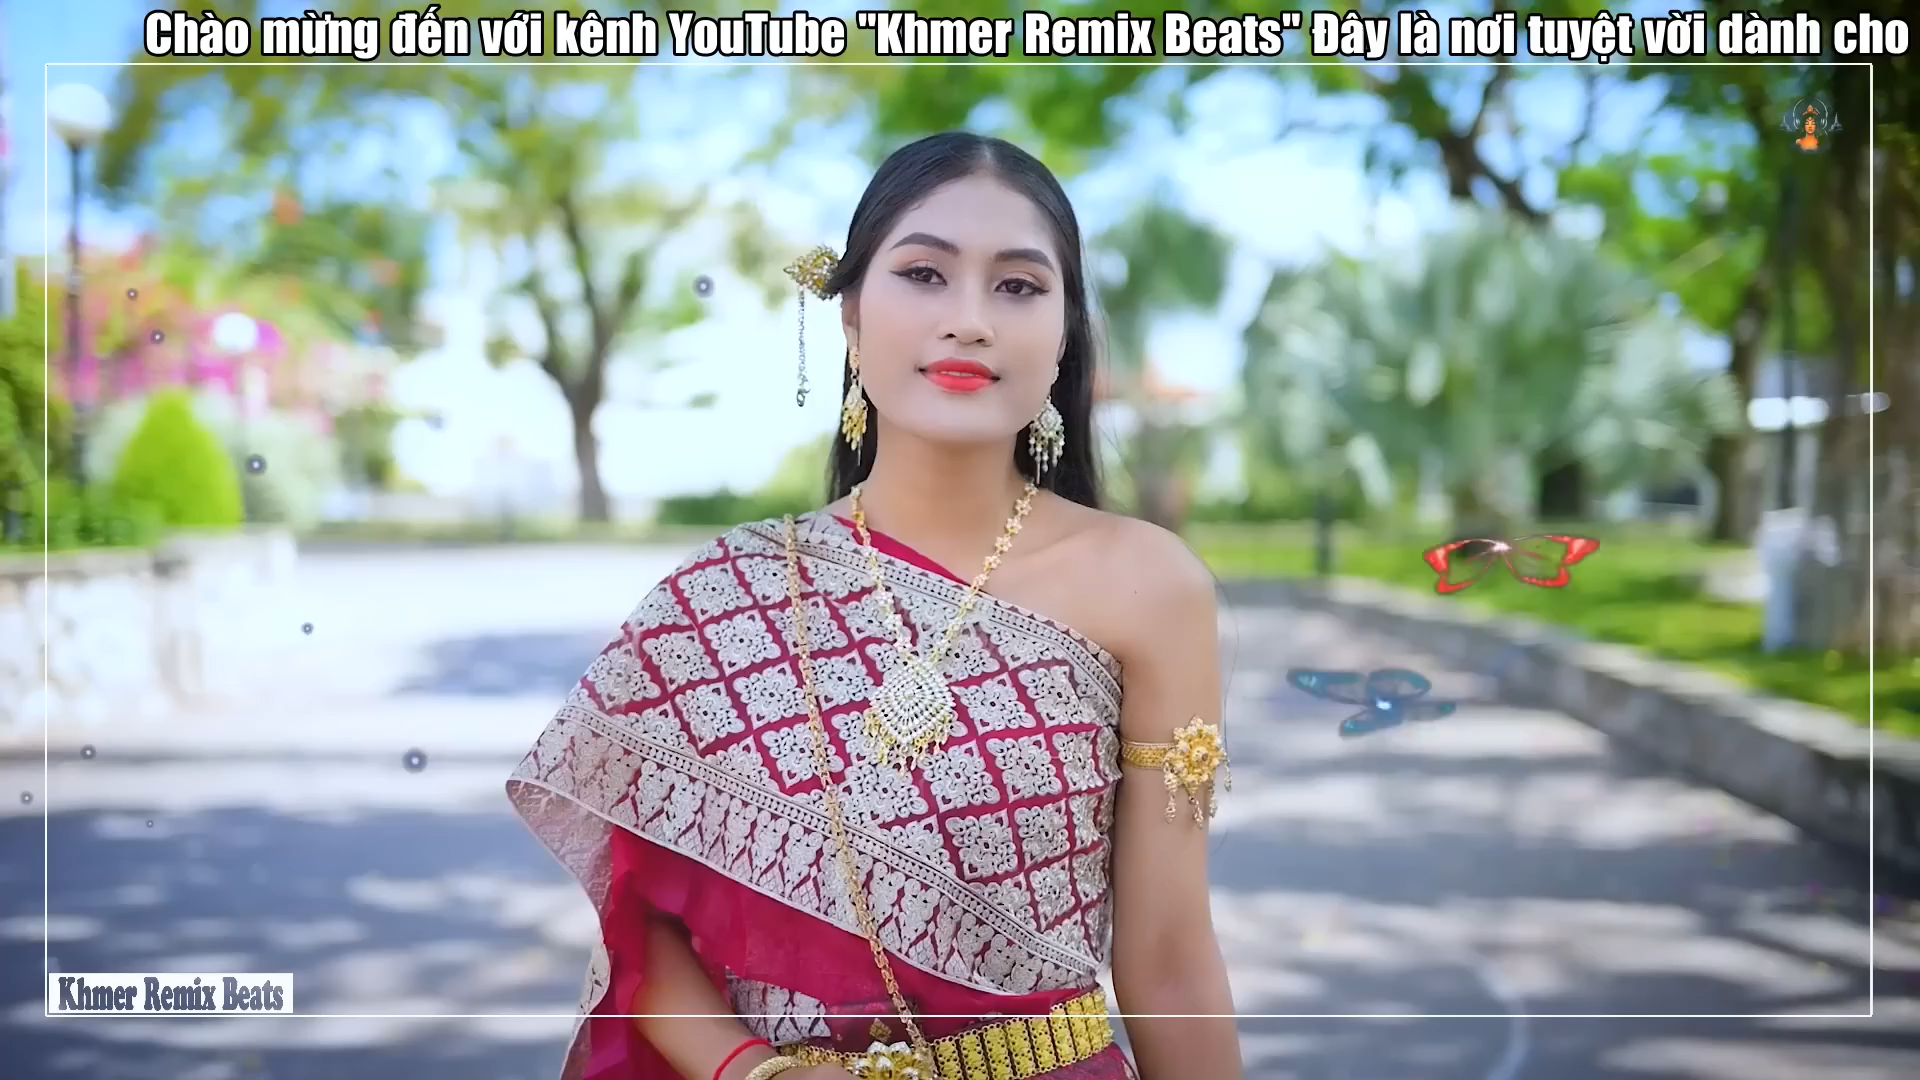 Chào mừng đến với kênh YouTube "Khmer Remix Beats" Đây là nơi tuyệt vời dành cho
Khmer Remix Beats